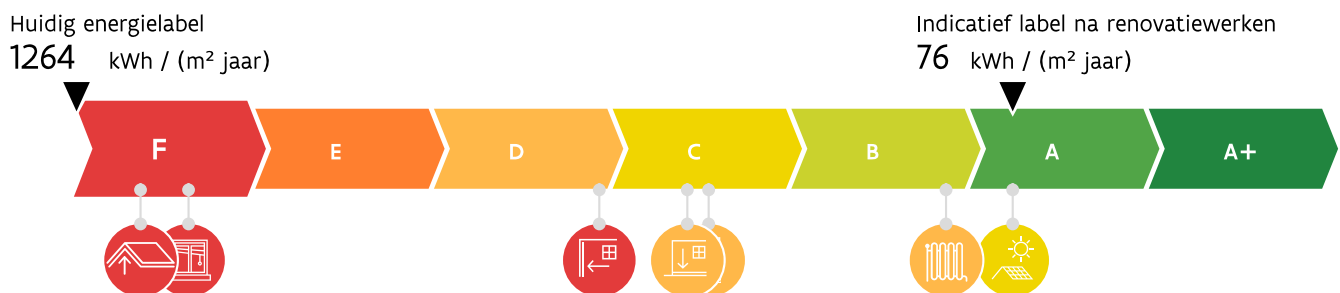 Huidig energielabel
1264 kWh / (m² jaar)
Indicatief label na renovatiewerken
76 kWh / (m² jaar)
F E D C B A A+